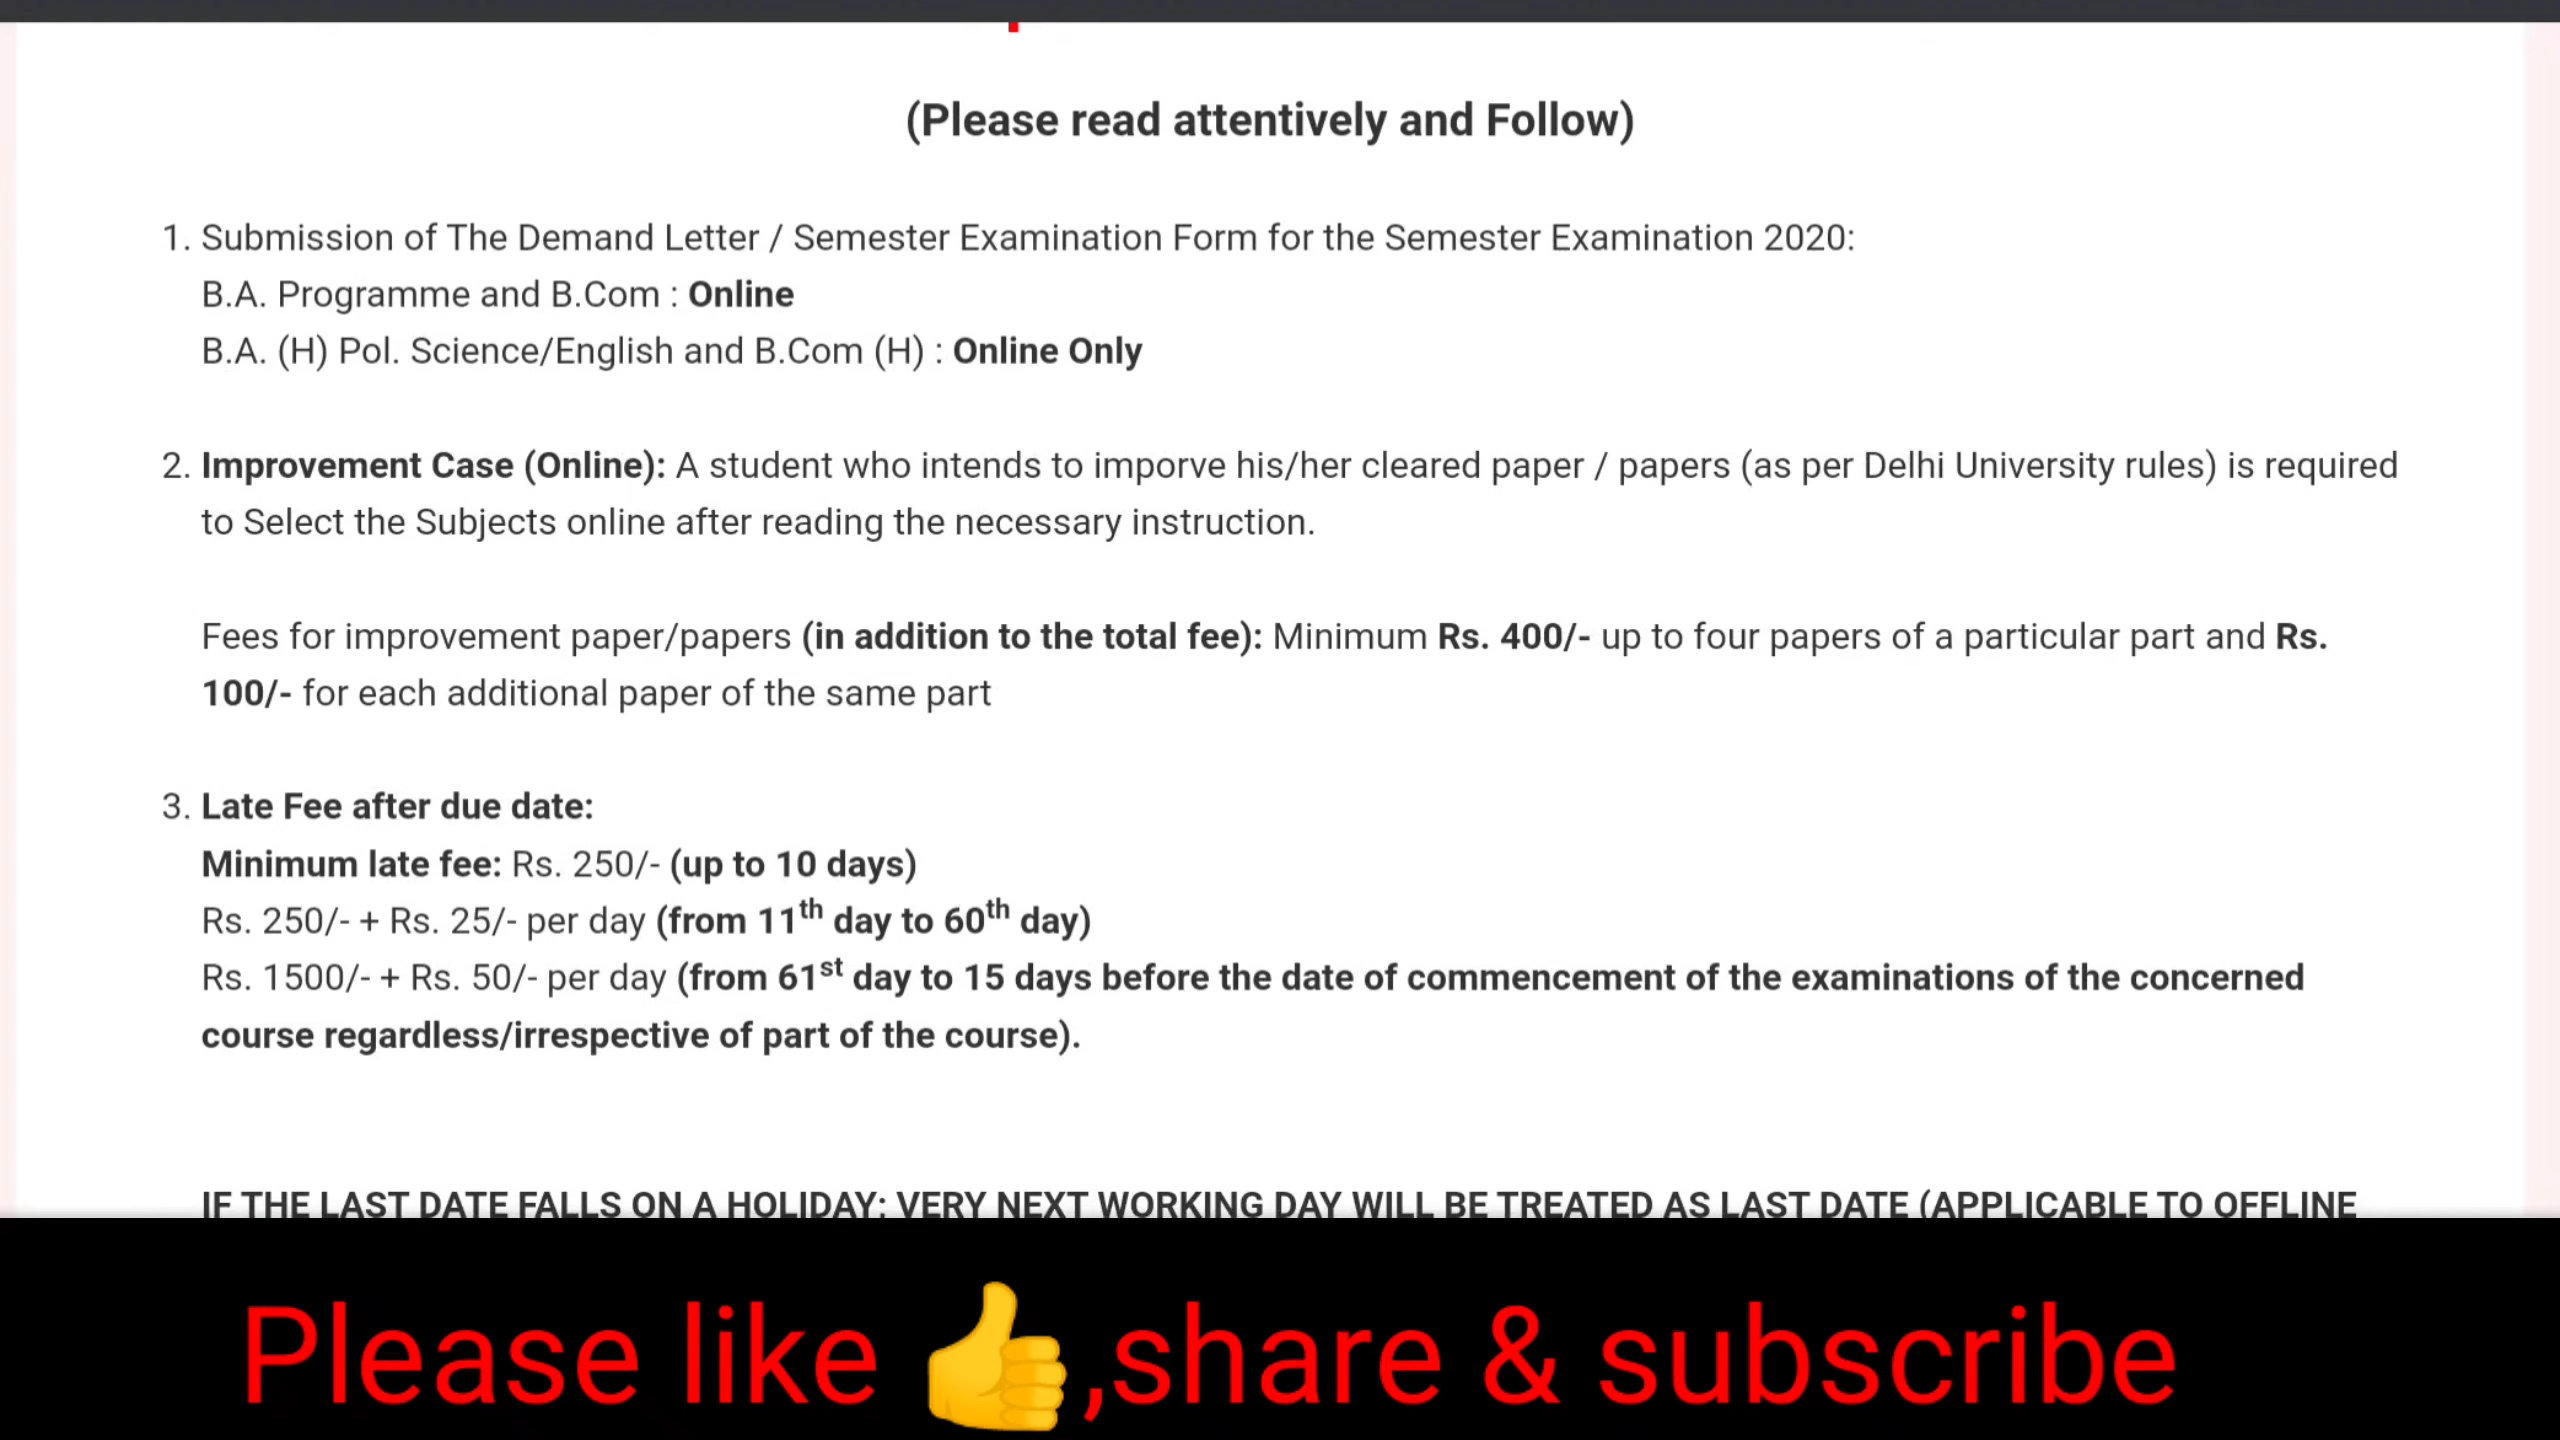 (Please read attentively and Follow)
1. Submission of The Demand Letter / Semester Examination Form for the Semester Examination 2020:
B.A. Programme and B.Com : Online
B.A. (H) Pol. Science/English and B.Com (H) : Online Only
2. Improvement Case (Online): A student who intends to imporve his/her cleared paper / papers (as per Delhi University rules) is required
to Select the Subjects online after reading the necessary instruction.
Fees for improvement paper/papers (in addition to the total fee): Minimum Rs. 400/- up to four papers of a particular part and Rs.
100/- for each additional paper of the same part
3. Late Fee after due date:
Minimum late fee: Rs. 250/- (up to 10 days)
Rs. 250/- + Rs. 25/- per day (from 11th day to 60th day)
Rs. 1500/- + Rs. 50/- per day (from 61st day to 15 days before the date of commencement of the examinations of the concerned
course regardless/irrespective of part of the course).
IF THE LAST DATE FALLS ON A HOLIDAY: VERY NEXT WORKING DAY WILL BE TREATED AS LAST DATE (APPLICABLE TO OFFLINE
Please like 👍,share & subscribe